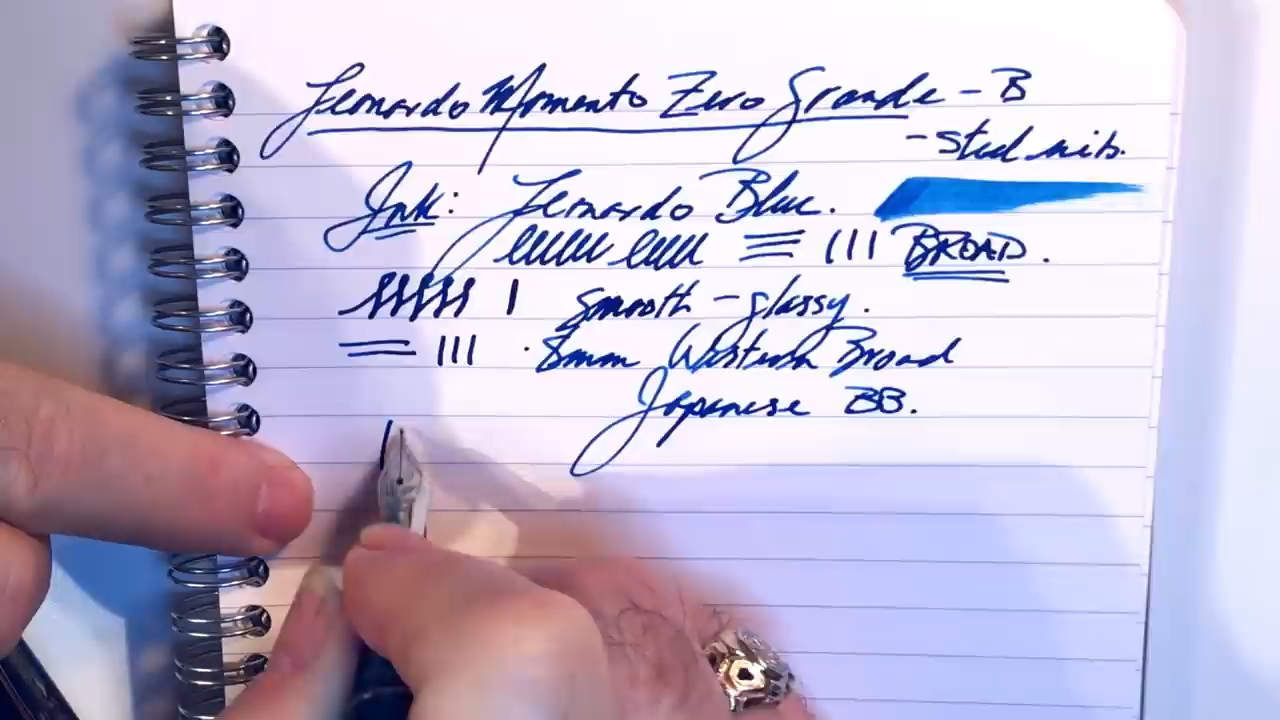 Leonardo Momento Zero Grande - B
- steel nib.
Ink: Leonardo Blue.
BROAD.
Smooth - glassy.
.8mm Western Broad
Japanese BB.